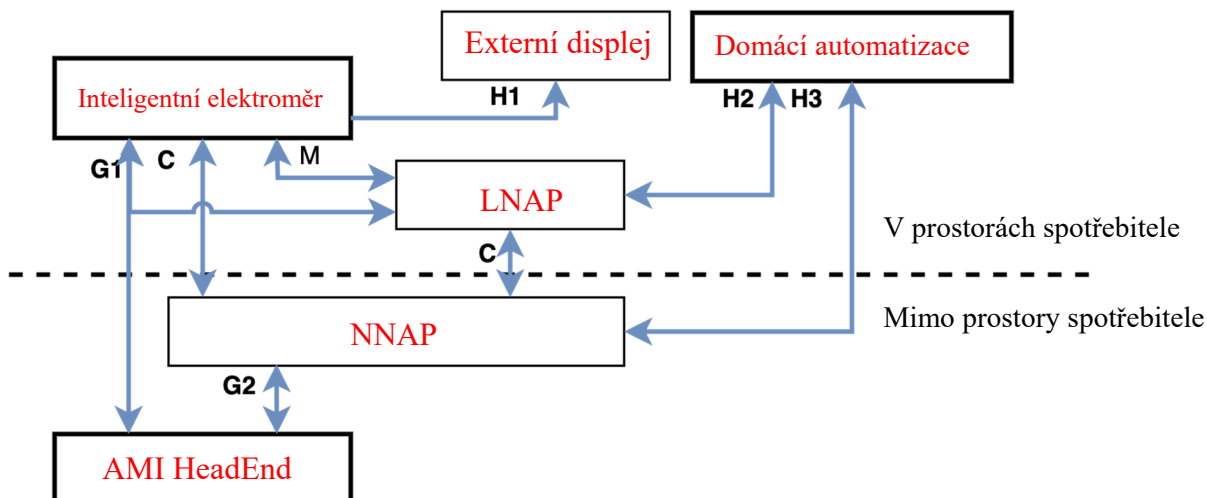 Externí displej
Domácí automatizace
Inteligentní elektroměr
H1
H2
H3
G1
C
M
LNAP
V prostorách spotřebitele
C
Mimo prostory spotřebitele
NNAP
G2
AMI HeadEnd